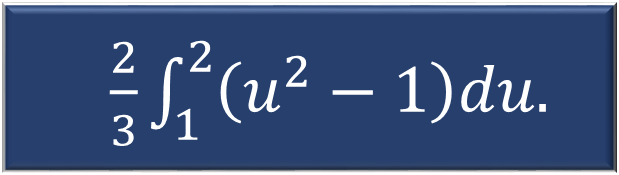 2/3 ∫₁²(u² − 1)du.